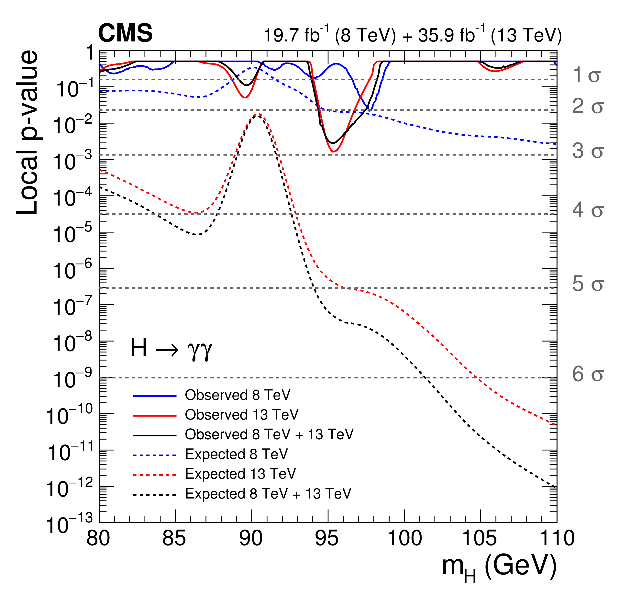 CMS 19.7 fb⁻¹ (8 TeV) + 35.9 fb⁻¹ (13 TeV)
Local p-value
1
10⁻¹
10⁻²
10⁻³
10⁻⁴
10⁻⁵
10⁻⁶
10⁻⁷
10⁻⁸
10⁻⁹
10⁻¹⁰
10⁻¹¹
10⁻¹²
10⁻¹³
1 σ
2 σ
3 σ
4 σ
5 σ
6 σ
H → γγ
Observed 8 TeV
Observed 13 TeV
Observed 8 TeV + 13 TeV
Expected 8 TeV
Expected 13 TeV
Expected 8 TeV + 13 TeV
80 85 90 95 100 105 110
m_H (GeV)